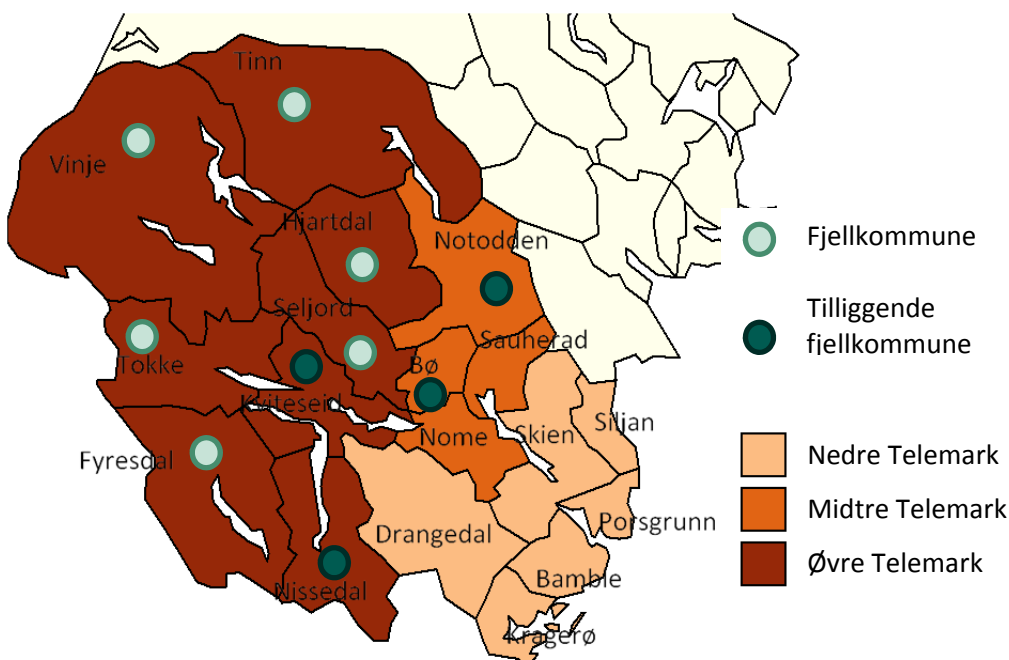 Tinn
Vinje
Hjartdal
Notodden
Seljord
Sauherad
Tokke
Bø
Kviteseid
Nome
Skien
Siljan
Fyresdal
Drangedal
Porsgrunn
Bamble
Nissedal
Kragerø
Fjellkommune
Tilliggende
fjellkommune
Nedre Telemark
Midtre Telemark
Øvre Telemark